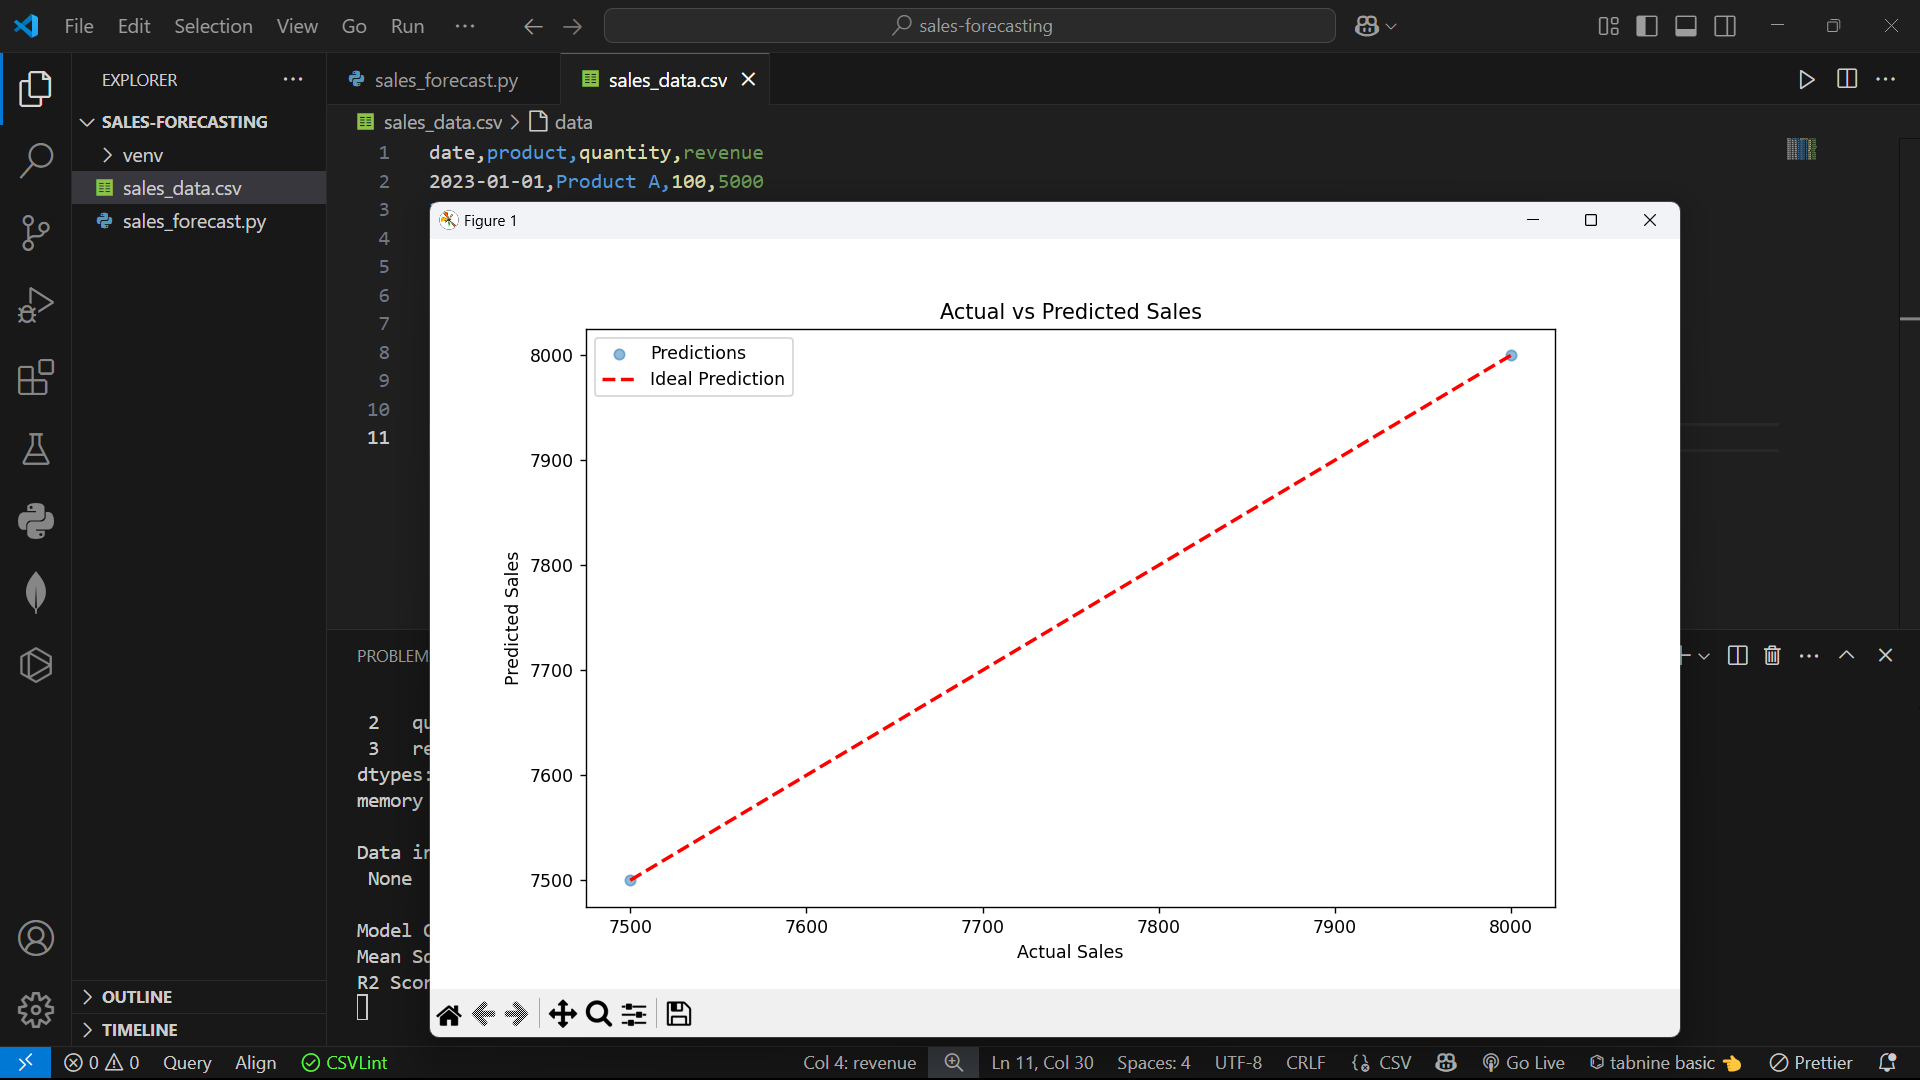 File Edit Selection View Go Run ···
sales-forecasting
EXPLORER
SALES-FORECASTING
venv
sales_data.csv
sales_forecast.py
OUTLINE
TIMELINE
sales_forecast.py sales_data.csv
sales_data.csv > data
1 date,product,quantity,revenue
2 2023-01-01,Product A,100,5000
3
4
5
6
7
8
9
10
11
Figure 1
Actual vs Predicted Sales
Predictions
Ideal Prediction
8000
7900
7800
7700
7600
7500
Predicted Sales
7500 7600 7700 7800 7900 8000
Actual Sales
2 qu
3 re
dtypes:
memory
Data in
None
Model
Mean
R2 Scor
0 0 Query Align CSVLint Col 4: revenue Ln 11, Col 30 Spaces: 4 UTF-8 CRLF CSV Go Live tabnine basic 👈 Prettier